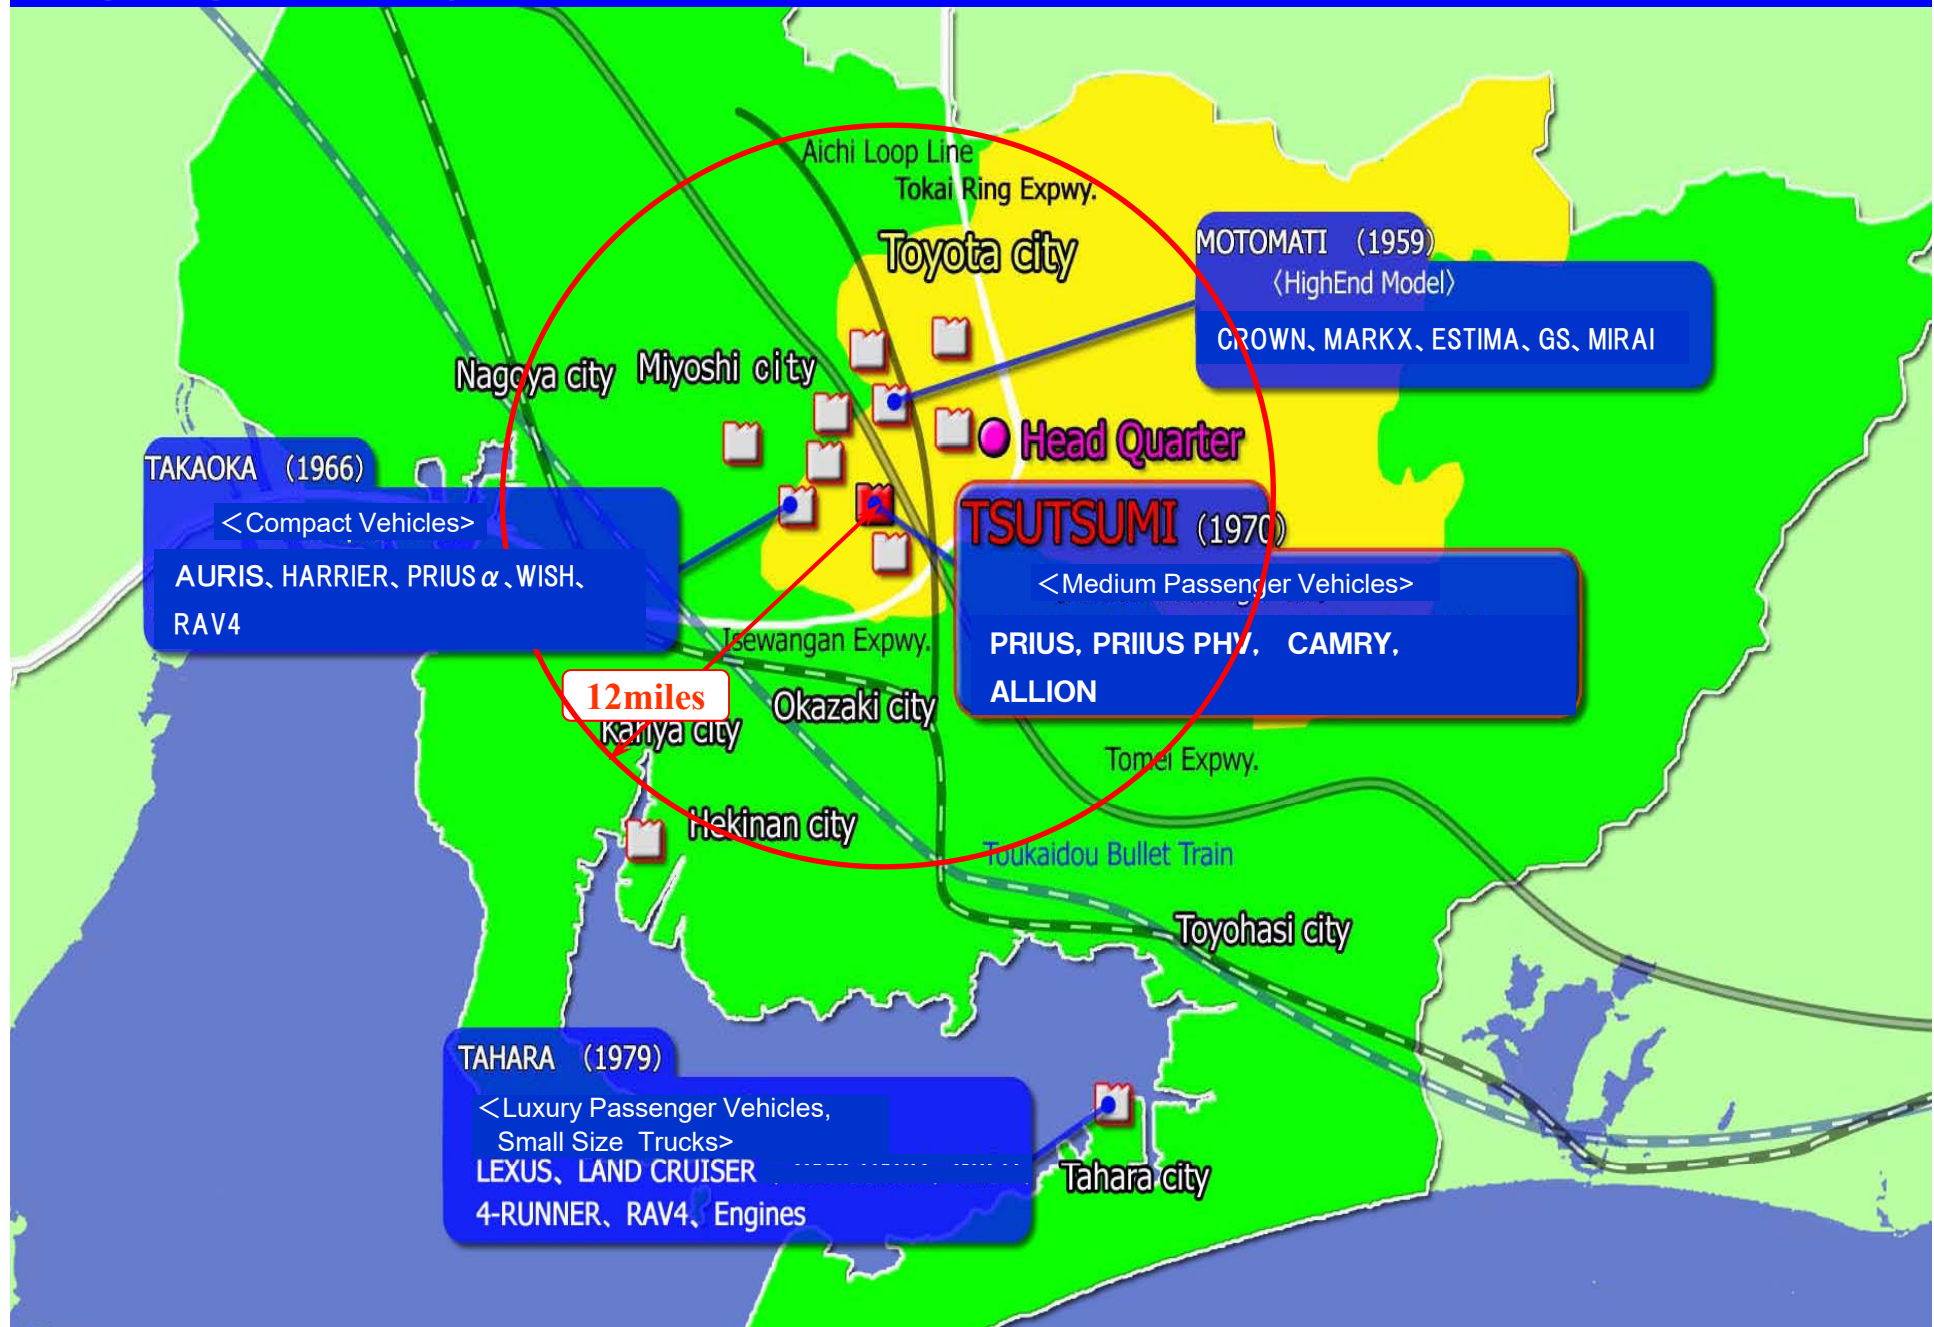 Aichi Loop Line
Tokai Ring Expwy.
Toyota city
MOTOMATI （1959）
〈HighEnd Model〉
CROWN、MARKX、ESTIMA、GS、MIRAI
Nagoya city
Miyoshi city
Head Quarter
TAKAOKA （1966）
＜Compact Vehicles>
AURIS、HARRIER、PRIUSα、WISH、
RAV4
TSUTSUMI （1970）
＜Medium Passenger Vehicles>
PRIUS, PRIIUS PHV, CAMRY,
ALLION
Isewangan Expwy.
12miles
Okazaki city
Kariya city
Tomei Expwy.
Hekinan city
Toukaidou Bullet Train
Toyohasi city
TAHARA （1979）
＜Luxury Passenger Vehicles,
Small Size Trucks>
LEXUS、LAND CRUISER
4-RUNNER、RAV4、Engines
Tahara city